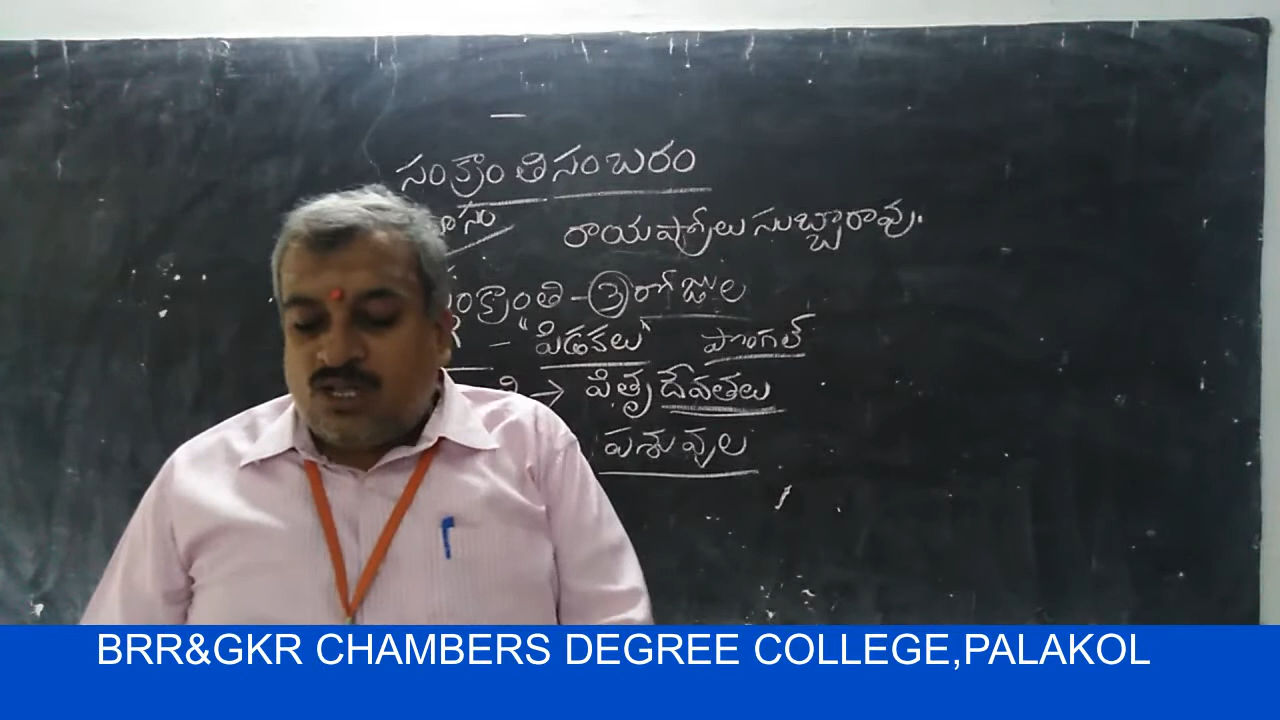 సంక్రాంతి సంబరం
రాయప్రోలు సుబ్బారావు.
సంక్రాంతి - ③ రోజుల
- "పిడకలు" పొంగల్
→ పితృదేవతలు
పశువుల
BRR&GKR CHAMBERS DEGREE COLLEGE,PALAKOL